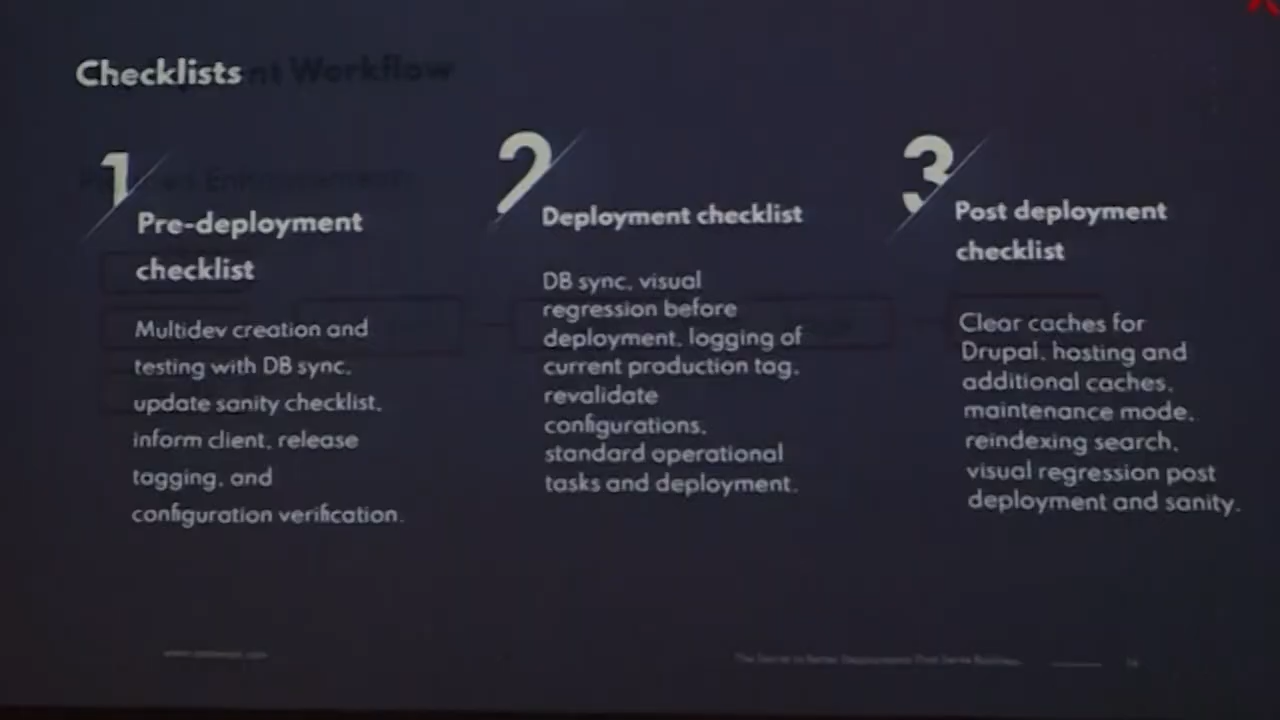 Checklists
1
Pre-deployment
checklist
Multidev creation and
testing with DB sync,
update sanity checklist,
inform client, release
tagging, and
configuration verification.
2
Deployment checklist
DB sync, visual
regression before
deployment, logging of
current production tag,
revalidate
configurations,
standard operational
tasks and deployment.
3
Post deployment
checklist
Clear caches for
Drupal, hosting and
additional caches,
maintenance mode,
reindexing search,
visual regression post
deployment and sanity.